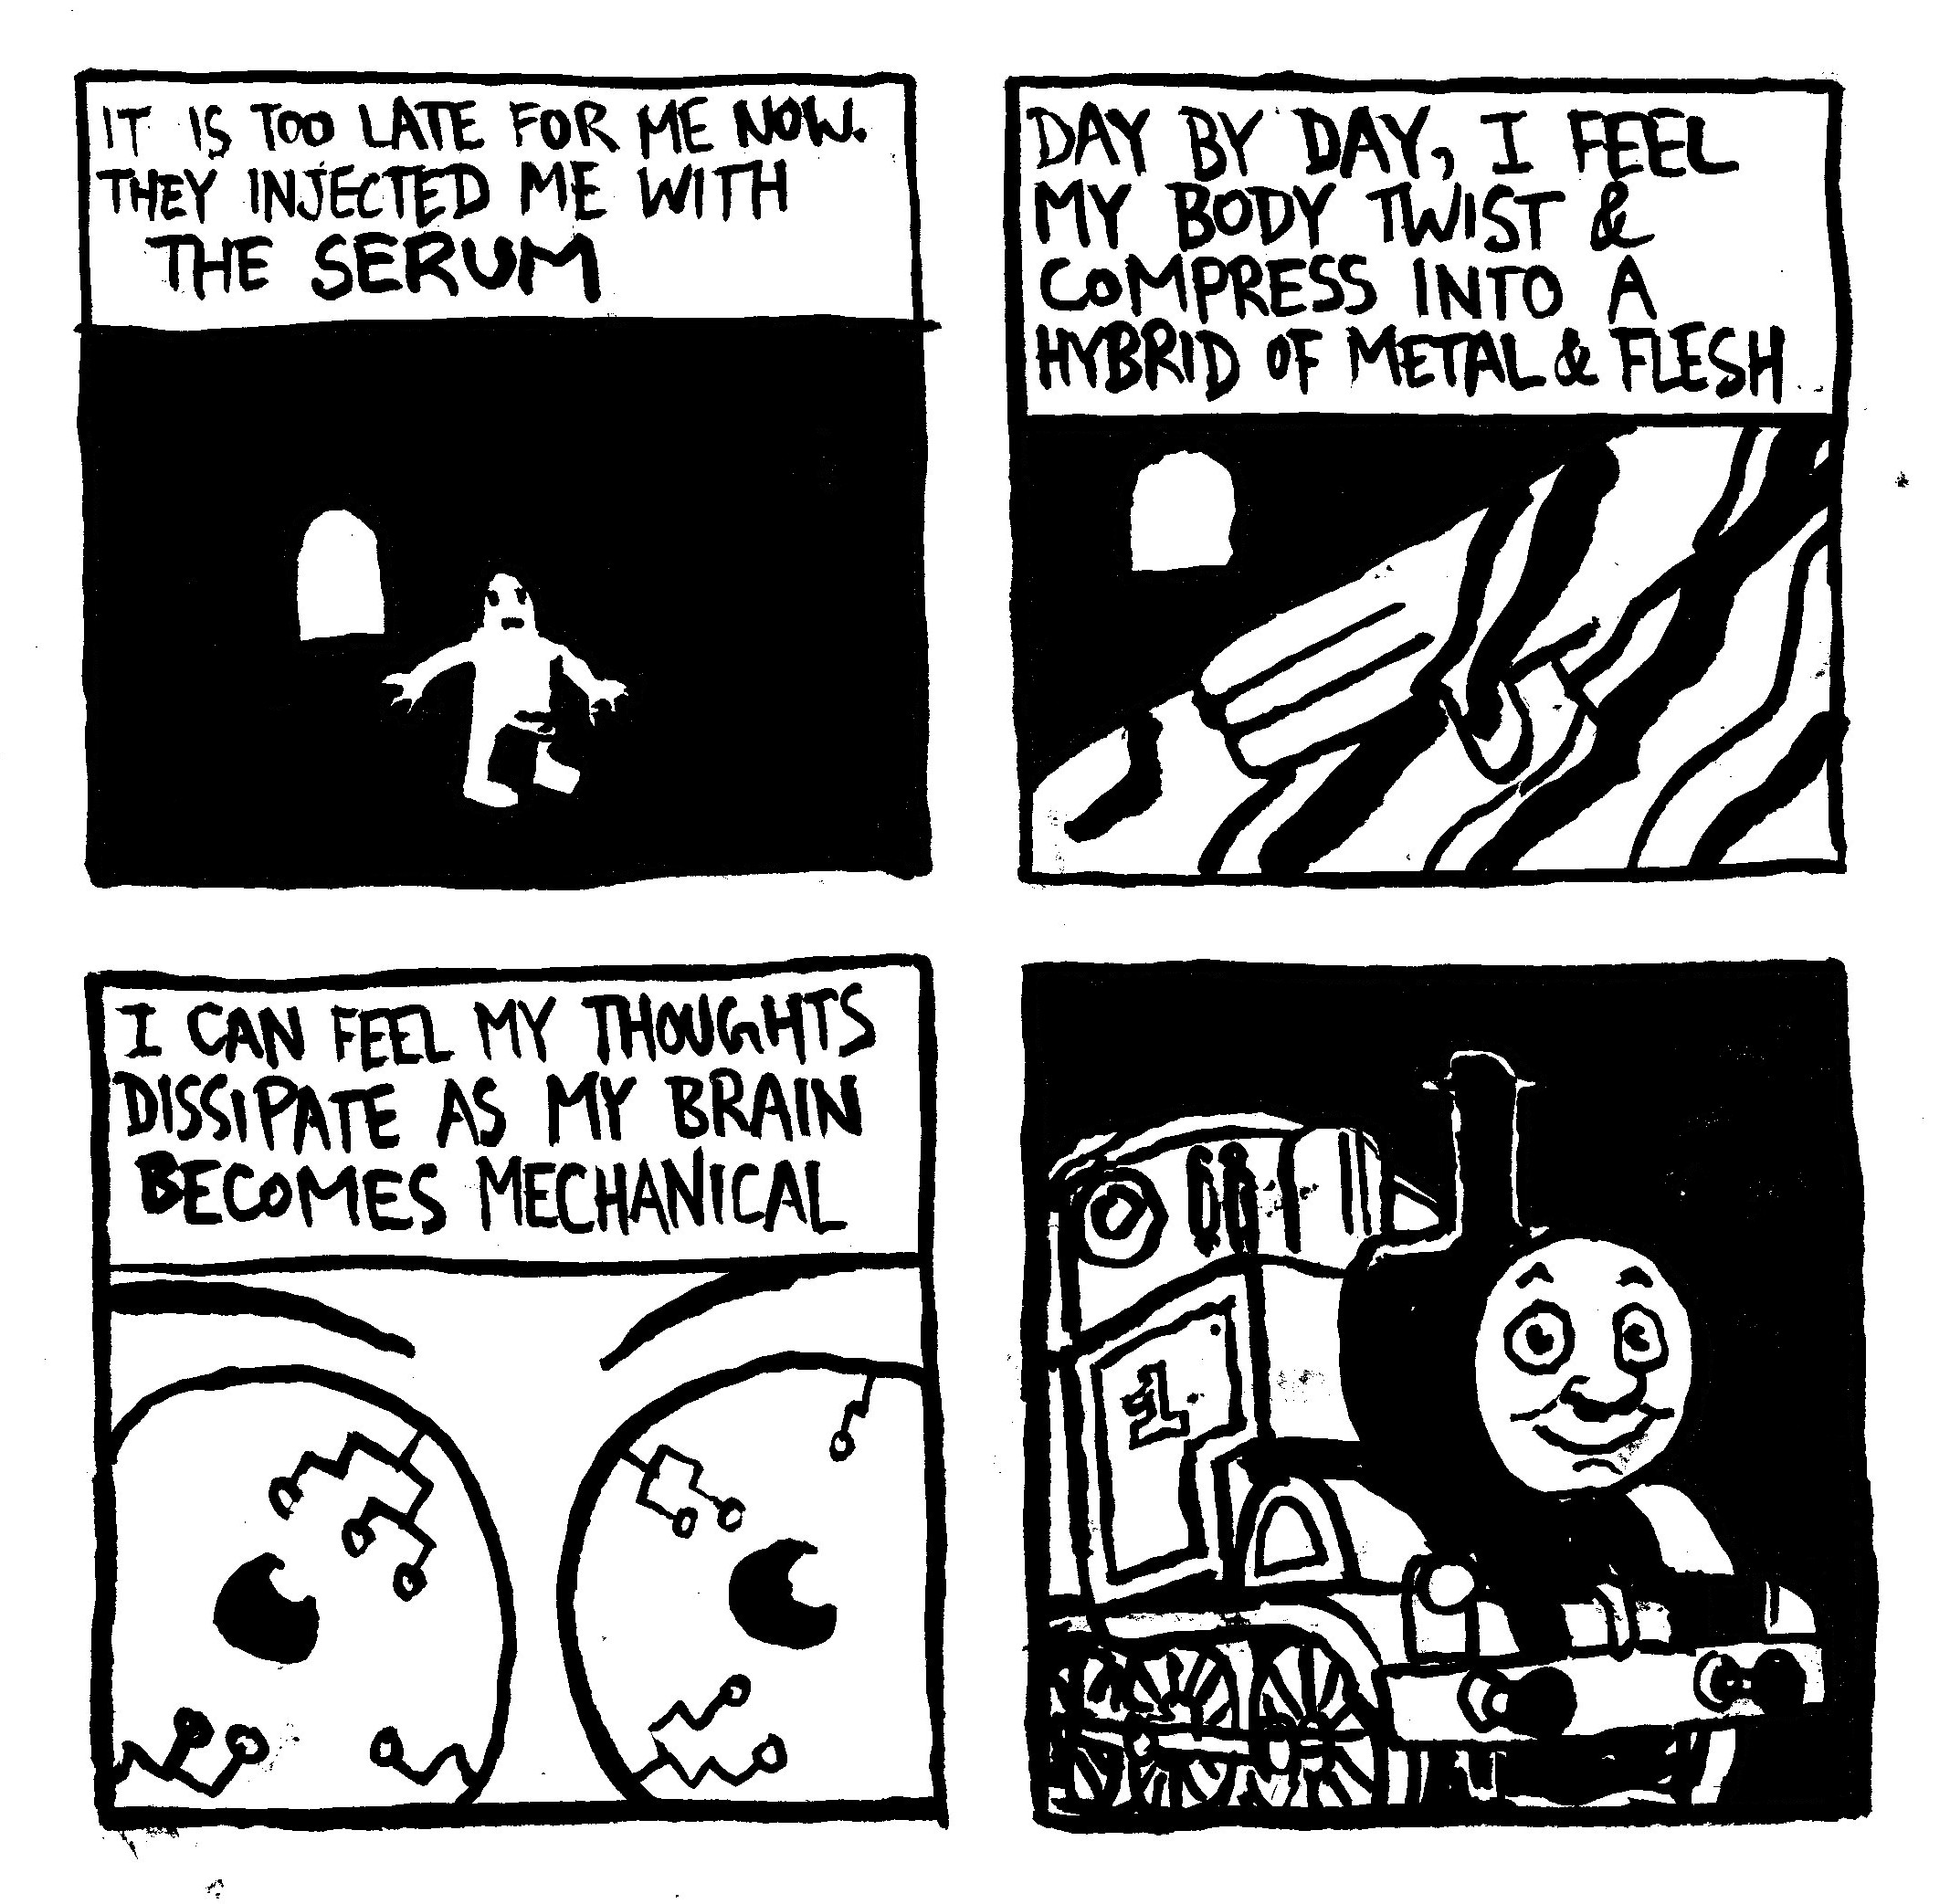 IT IS TOO LATE FOR ME NOW.
THEY INJECTED ME WITH
THE SERUM
DAY BY DAY, I FEEL
MY BODY TWIST &
COMPRESS INTO A
HYBRID OF METAL & FLESH
I CAN FEEL MY THOUGHTS
DISSIPATE AS MY BRAIN
BECOMES MECHANICAL